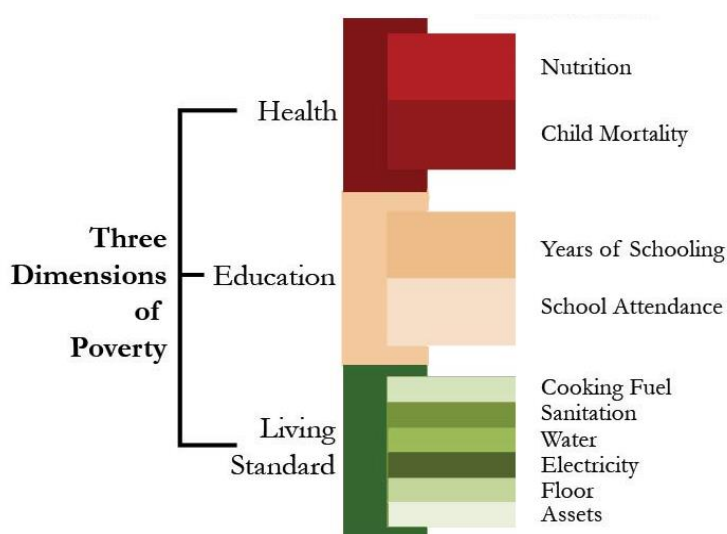 Three
Dimensions
of
Poverty
Health
Nutrition
Child Mortality
Education
Years of Schooling
School Attendance
Living
Standard
Cooking Fuel
Sanitation
Water
Electricity
Floor
Assets